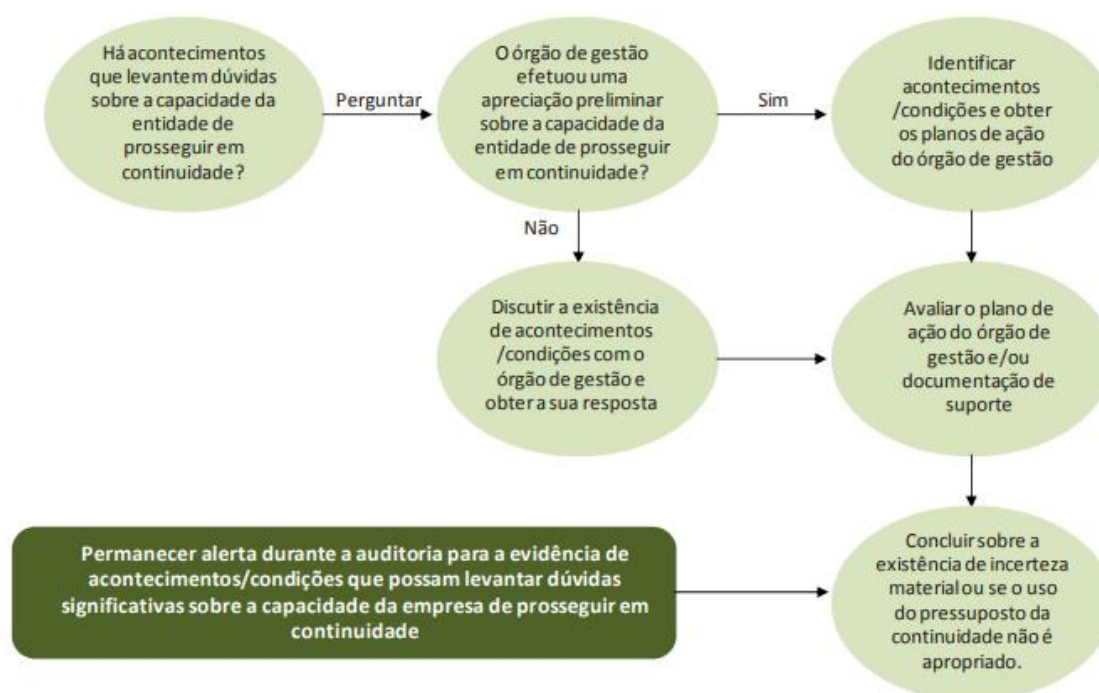 Há acontecimentos
que levantem dúvidas
sobre a capacidade da
entidade de
prosseguir em
continuidade?
Perguntar
O órgão de gestão
efetuou uma
apreciação preliminar
sobre a capacidade da
entidade de prosseguir
em continuidade?
Sim
Identificar
acontecimentos
/condições e obter
os planos de ação
do órgão de gestão
Não
Discutir a existência
de acontecimentos
/condições com o
órgão de gestão e
obter a sua resposta
Avaliar o plano de
ação do órgão de
gestão e/ou
documentação de
suporte
Permanecer alerta durante a auditoria para a evidência de
acontecimentos/condições que possam levantar dúvidas
significativas sobre a capacidade da empresa de prosseguir em
continuidade
Concluir sobre a
existência de incerteza
material ou se o uso
do pressuposto da
continuidade não é
apropriado.